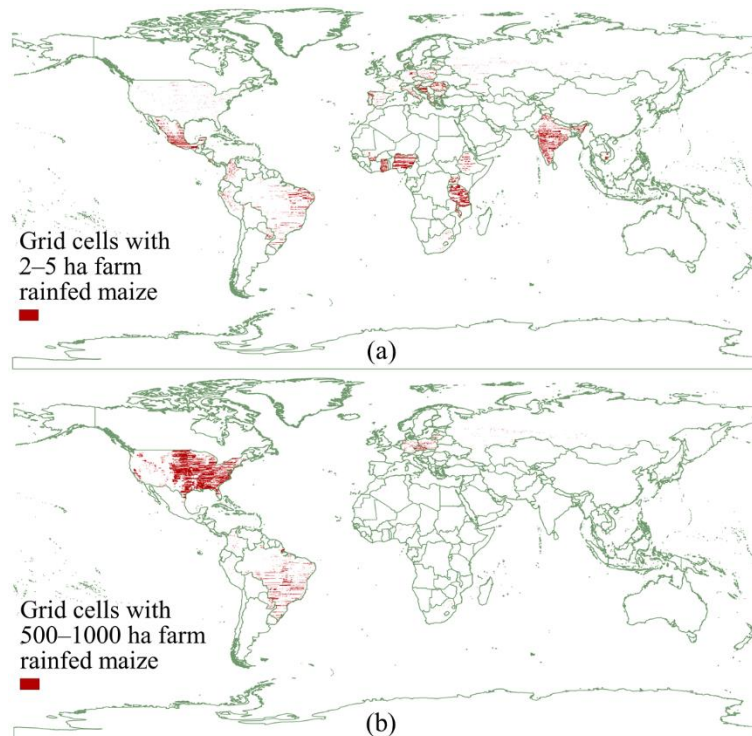 Grid cells with
2–5 ha farm
rainfed maize
(a)
Grid cells with
500–1000 ha farm
rainfed maize
(b)